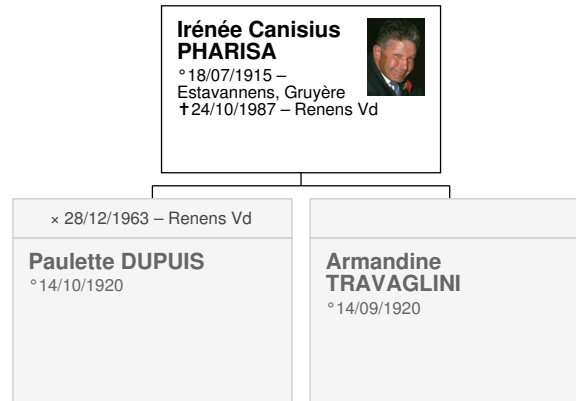 Irénée Canisius
PHARISA
°18/07/1915 –
Estavannens, Gruyère
✝24/10/1987 – Renens Vd
× 28/12/1963 – Renens Vd
Paulette DUPUIS
°14/10/1920
Armandine
TRAVAGLINI
°14/09/1920